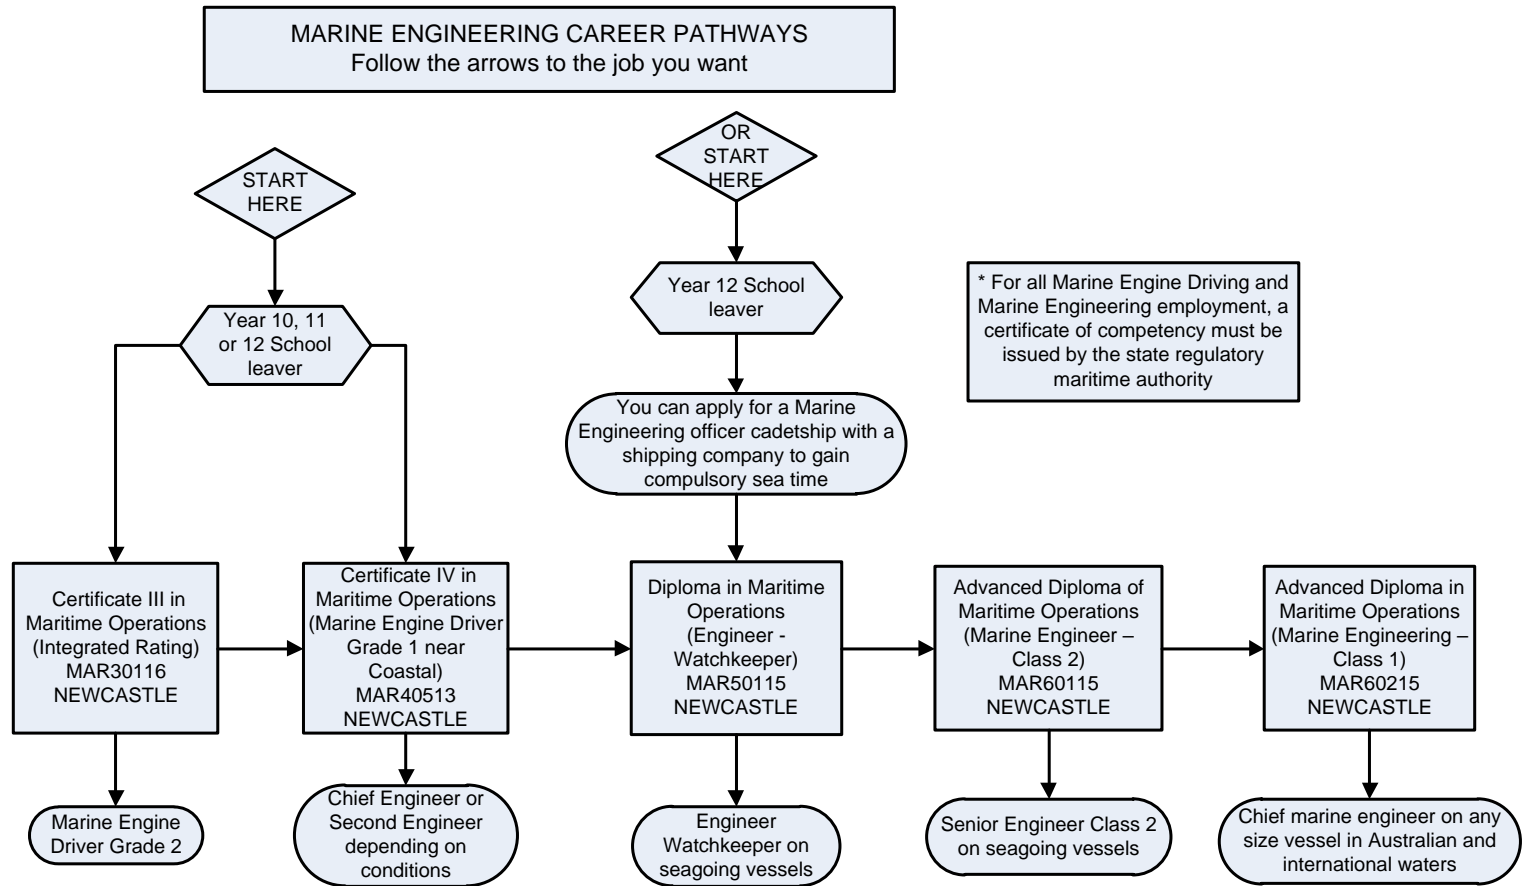 MARINE ENGINEERING CAREER PATHWAYS
Follow the arrows to the job you want
START
HERE
OR
START
HERE
Year 10, 11
or 12 School
leaver
Year 12 School
leaver
* For all Marine Engine Driving and
Marine Engineering employment, a
certificate of competency must be
issued by the state regulatory
maritime authority
You can apply for a Marine
Engineering officer cadetship with a
shipping company to gain
compulsory sea time
Certificate III in
Maritime Operations
(Integrated Rating)
MAR30116
NEWCASTLE
Certificate IV in
Maritime Operations
(Marine Engine Driver
Grade 1 near
Coastal)
MAR40513
NEWCASTLE
Diploma in Maritime
Operations
(Engineer -
Watchkeeper)
MAR50115
NEWCASTLE
Advanced Diploma of
Maritime Operations
(Marine Engineer –
Class 2)
MAR60115
NEWCASTLE
Advanced Diploma in
Maritime Operations
(Marine Engineering –
Class 1)
MAR60215
NEWCASTLE
Marine Engine
Driver Grade 2
Chief Engineer or
Second Engineer
depending on
conditions
Engineer
Watchkeeper on
seagoing vessels
Senior Engineer Class 2
on seagoing vessels
Chief marine engineer on any
size vessel in Australian and
international waters